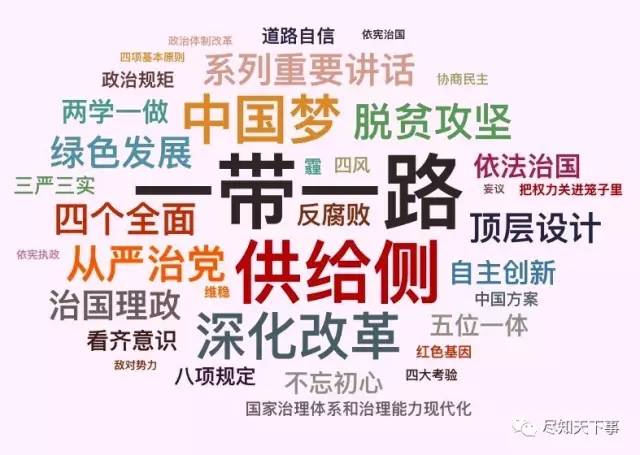 政治体制改革
道路自信
依宪治国
四项基本原则
系列重要讲话
政治规矩
协商民主
两学一做
中国梦
脱贫攻坚
绿色发展
霾
四风
依法治国
三严三实
一带一路
妄议
把权力关进笼子里
四个全面
反腐败
顶层设计
依宪执政
从严治党
供给侧
自主创新
治国理政
维稳
中国方案
看齐意识
深化改革
五位一体
红色基因
敌对势力
八项规定
不忘初心
四大考验
国家治理体系和治理能力现代化
尽知天下事